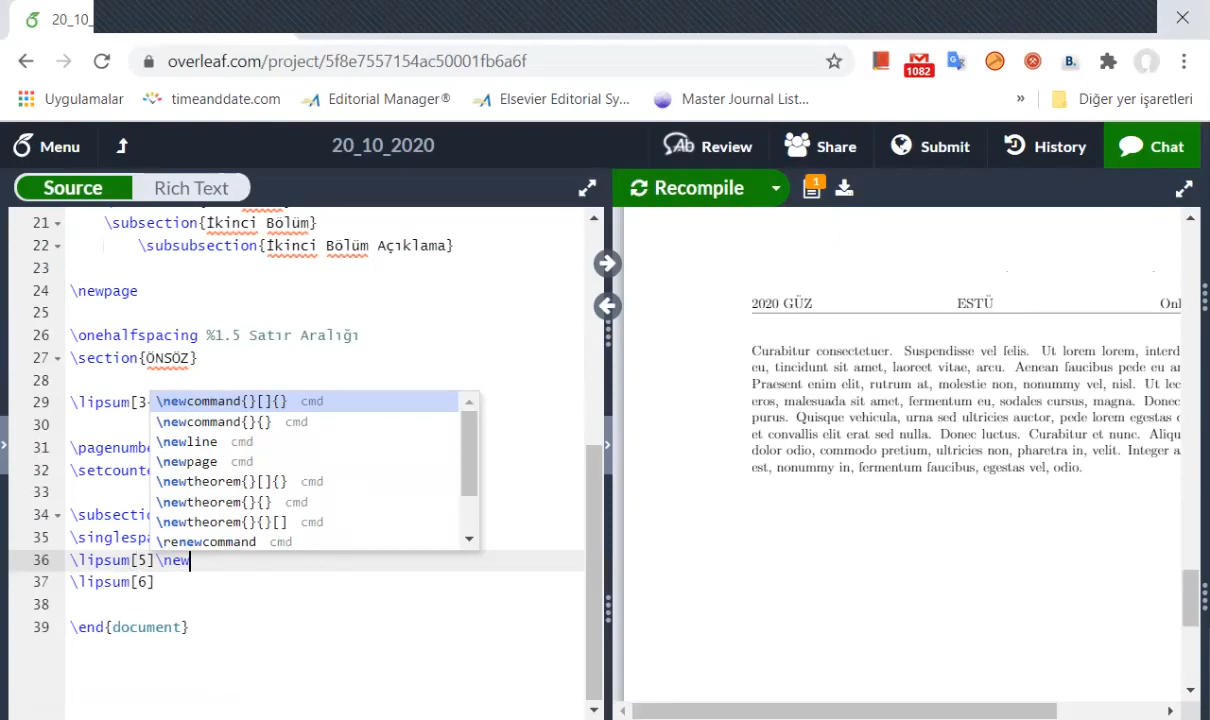 20_10_
overleaf.com/project/5f8e7557154ac50001fb6a6f
1082
B.
Uygulamalar
timeanddate.com
Editorial Manager®
Elsevier Editorial Sy...
Master Journal List...
»
Diğer yer işaretleri
Menu
20_10_2020
Review
Share
Submit
History
Chat
Source
Rich Text
Recompile
1
21 \subsection{İkinci Bölüm}
22 \subsubsection{İkinci Bölüm Açıklama}
23
24 \newpage
25
26 \onehalfspacing %1.5 Satır Aralığı
27 \section{ÖNSÖZ}
28
29 \lipsum[3-
30
31 \pagenumbe
32 \setcounte
33
34 \subsectio
35 \singlespa
36 \lipsum[5]\new
37 \lipsum[6]
38
39 \end{document}
\newcommand{}[]{} cmd
\newcommand{}{} cmd
\newline cmd
\newpage cmd
\newtheorem{}[]{} cmd
\newtheorem{}{} cmd
\newtheorem{}{}[] cmd
\renewcommand cmd
2020 GÜZ ESTÜ Onl
Curabitur consectetuer. Suspendisse vel felis. Ut lorem lorem, interd
eu, tincidunt sit amet, laoreet vitae, arcu. Aenean faucibus pede eu an
Praesent enim elit, rutrum at, molestie non, nonummy vel, nisl. Ut lec
eros, malesuada sit amet, fermentum eu, sodales cursus, magna. Donec
purus. Quisque vehicula, urna sed ultricies auctor, pede lorem egestas d
et convallis elit erat sed nulla. Donec luctus. Curabitur et nunc. Aliqu
dolor odio, commodo pretium, ultricies non, pharetra in, velit. Integer a
est, nonummy in, fermentum faucibus, egestas vel, odio.